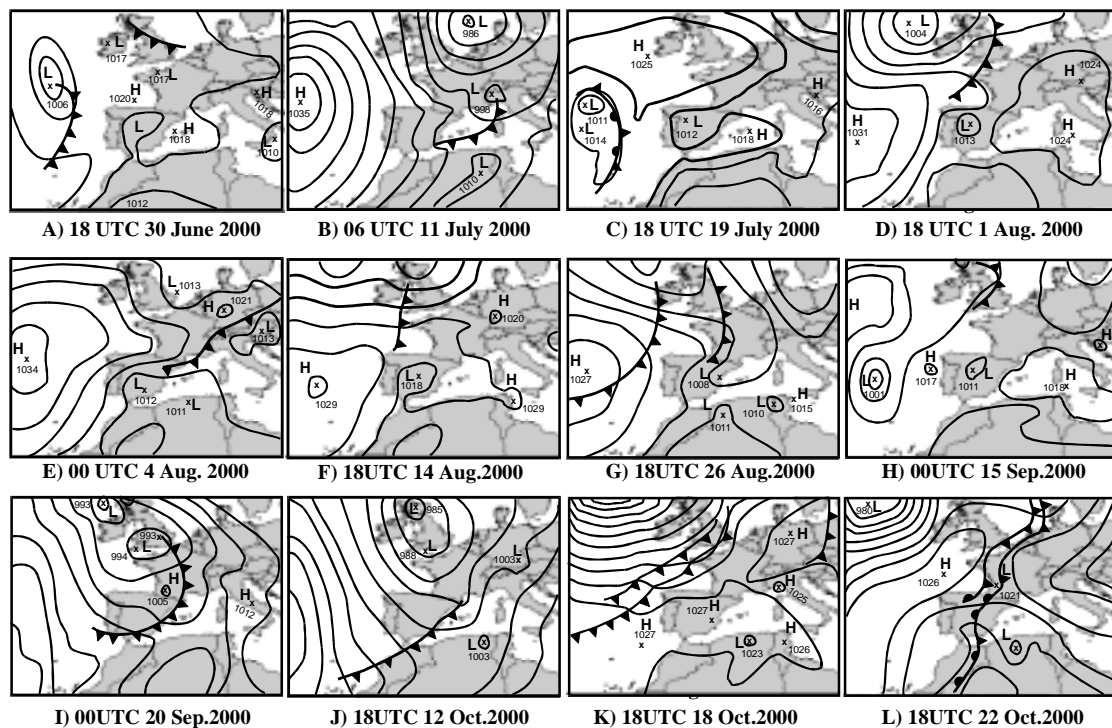 L
1017
L
1017
L
1006
H
1020
H
1018
L
H
1018
L
1010
1012
A) 18 UTC 30 June 2000
L
986
H
1035
L
998
L
1010
B) 06 UTC 11 July 2000
H
1025
L
1011
L
1014
L
1012
H
1018
H
1016
C) 18 UTC 19 July 2000
L
1004
H
1024
H
1031
L
1013
H
1024
D) 18 UTC 1 Aug. 2000
L 1013
H 1021
L
1013
H
1034
L
1012
L
1011
E) 00 UTC 4 Aug. 2000
H
1020
H
1029
L
1018
H
1029
F) 18UTC 14 Aug.2000
H
1027
L
1008
L
1011
L
1010
H
1015
G) 18UTC 26 Aug.2000
H
L
1001
H
1017
L
1011
H
1018
H
H) 00UTC 15 Sep.2000
993
L
993
994
L
H
1005
H
1012
I) 00UTC 20 Sep.2000
L
985
988
L
L
1003
L
1003
J) 18UTC 12 Oct.2000
H
1027
H
1025
H
1027
1027
H
L
1023
H
1026
K) 18UTC 18 Oct.2000
L
980
H
1026
L
1021
L
L) 18UTC 22 Oct.2000